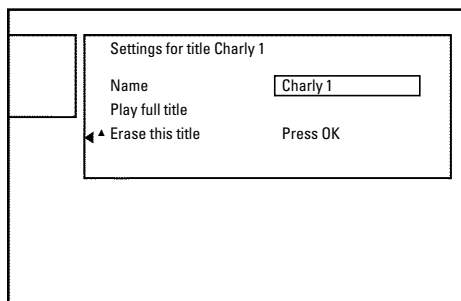 Settings for title Charly 1
Name Charly 1
Play full title
Erase this title Press OK